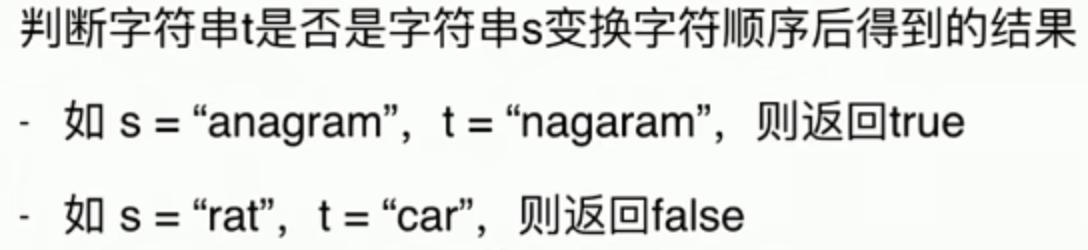 判断字符串t是否是字符串s变换字符顺序后得到的结果
- 如 s = “anagram”, t = “nagaram”, 则返回true
- 如 s = “rat”, t = “car”, 则返回false